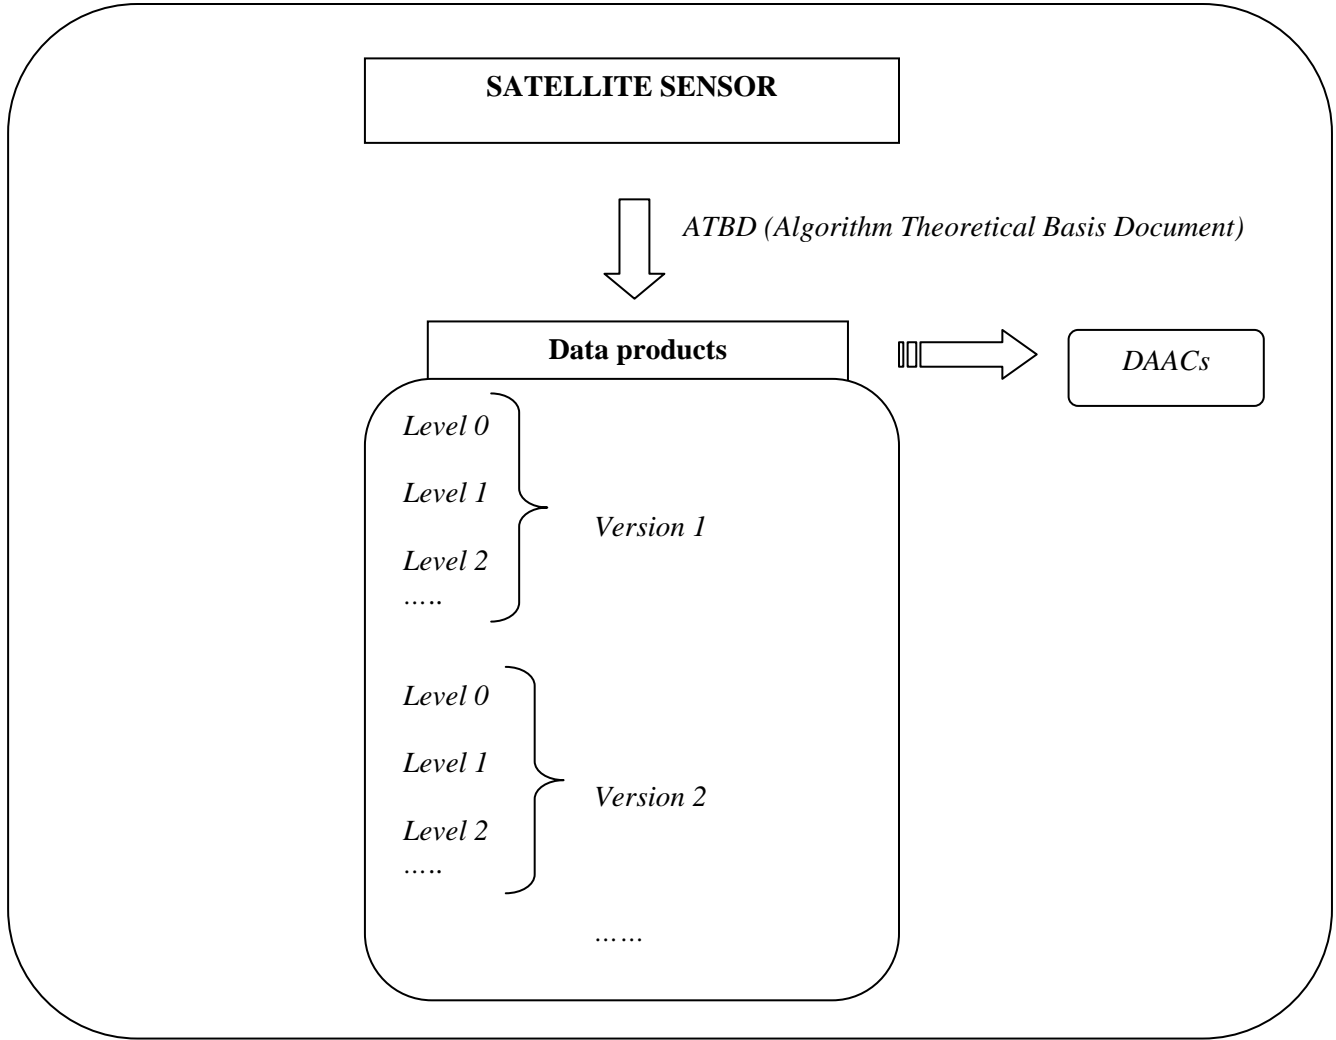 SATELLITE SENSOR
ATBD (Algorithm Theoretical Basis Document)
Data products
DAACs
Level 0
Level 1
Version 1
Level 2
…..
Level 0
Level 1
Version 2
Level 2
…..
……